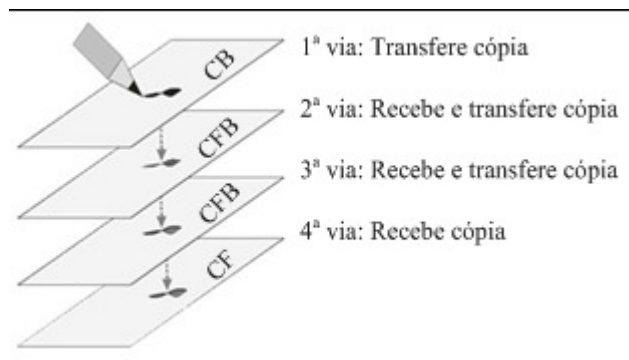 CB
1ª via: Transfere cópia
CFB
2ª via: Recebe e transfere cópia
CFB
3ª via: Recebe e transfere cópia
CF
4ª via: Recebe cópia